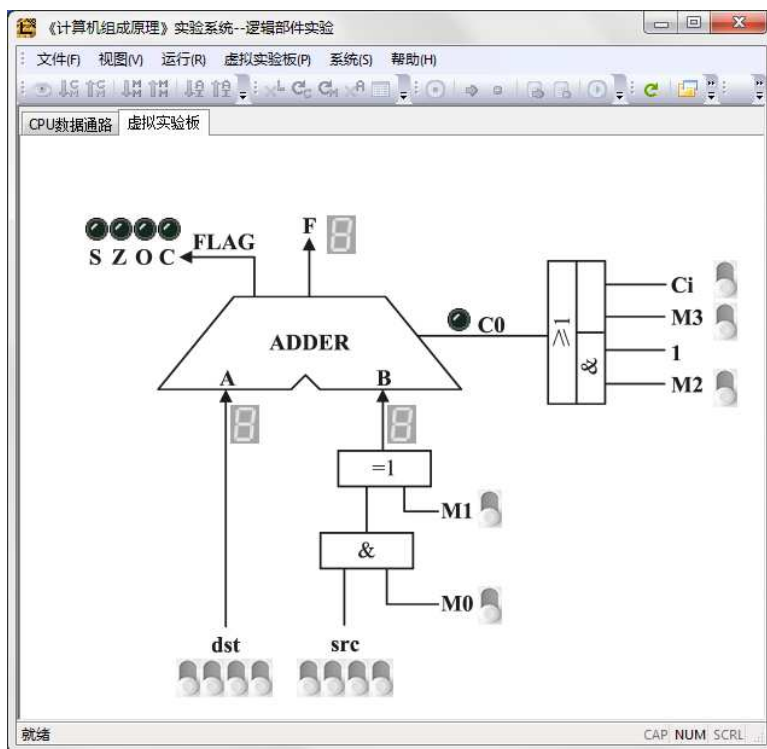 《计算机组成原理》实验系统--逻辑部件实验
文件(F) 视图(V) 运行(R) 虚拟实验板(P) 系统(S) 帮助(H)
CPU数据通路 虚拟实验板
F
FLAG
S Z O C
Ci
M3
C0
≥1
1
ADDER
&
M2
A B
=1
M1
&
M0
dst src
就绪 CAP NUM SCRL